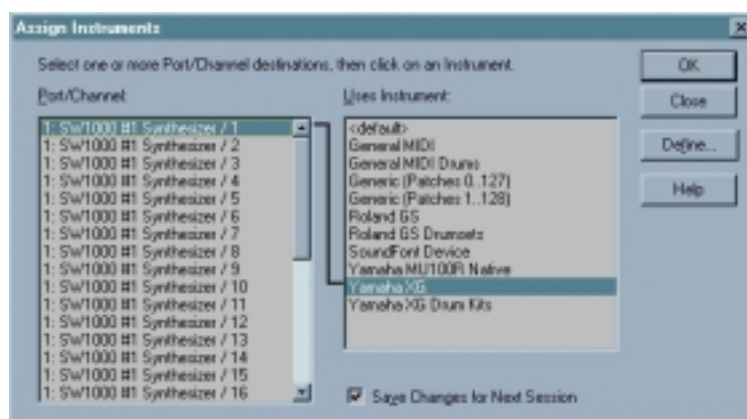 Assign Instruments
Select one or more Port/Channel destinations, then click on an Instrument.
Port/Channel:
1: SW1000 #1 Synthesizer / 1
1: SW1000 #1 Synthesizer / 2
1: SW1000 #1 Synthesizer / 3
1: SW1000 #1 Synthesizer / 4
1: SW1000 #1 Synthesizer / 5
1: SW1000 #1 Synthesizer / 6
1: SW1000 #1 Synthesizer / 7
1: SW1000 #1 Synthesizer / 8
1: SW1000 #1 Synthesizer / 9
1: SW1000 #1 Synthesizer / 10
1: SW1000 #1 Synthesizer / 11
1: SW1000 #1 Synthesizer / 12
1: SW1000 #1 Synthesizer / 13
1: SW1000 #1 Synthesizer / 14
1: SW1000 #1 Synthesizer / 15
1: SW1000 #1 Synthesizer / 16
Uses Instrument:
<default>
General MIDI
General MIDI Drums
Generic (Patches 0..127)
Generic (Patches 1..128)
Roland GS
Roland GS Drumsets
SoundFont Device
Yamaha MU100R Native
Yamaha XG
Yamaha XG Drum Kits
Save Changes for Next Session
OK
Close
Define...
Help